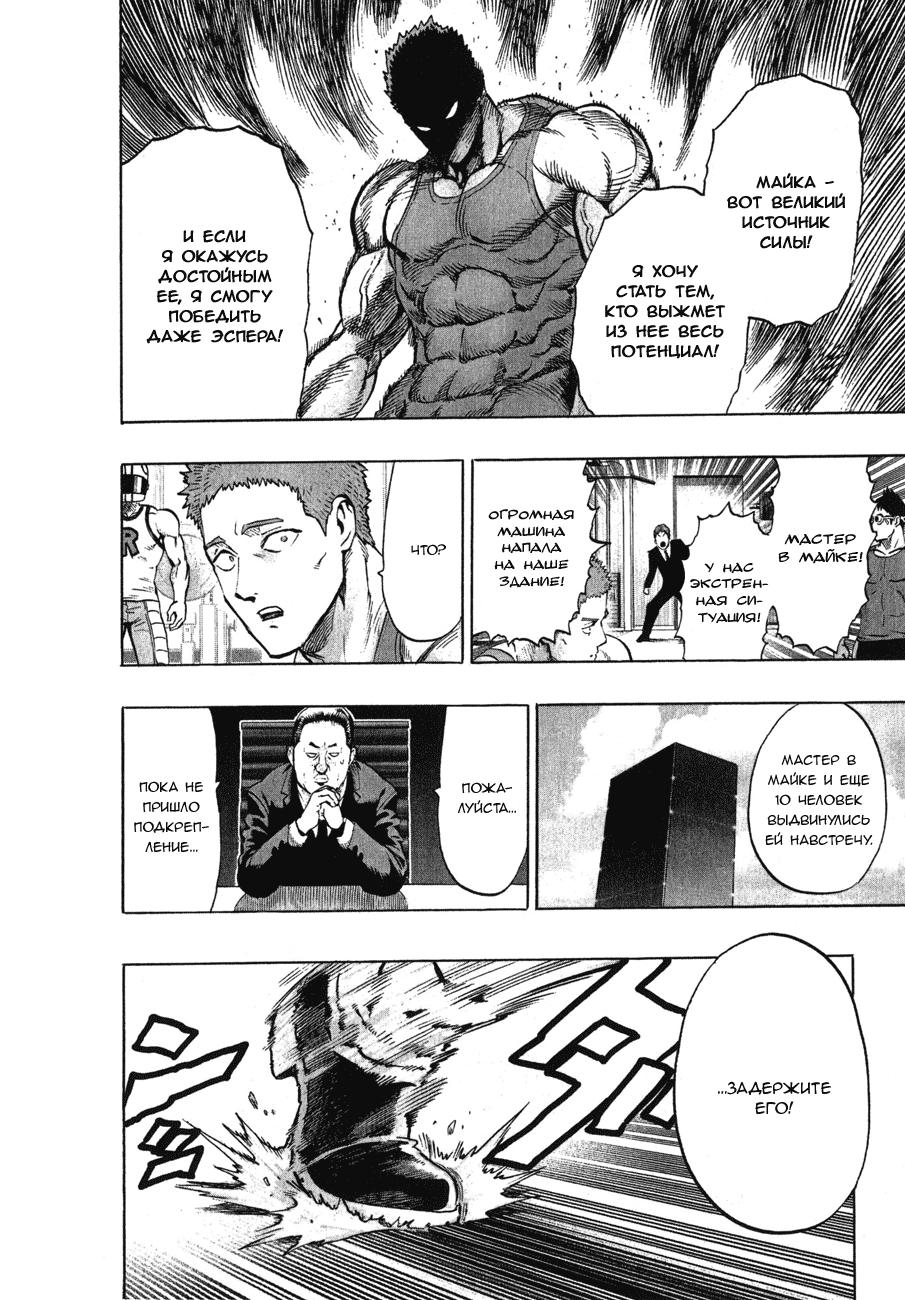 МАЙКА -
ВОТ ВЕЛИКИЙ
ИСТОЧНИК
СИЛЫ!
Я ХОЧУ
СТАТЬ ТЕМ,
КТО ВЫЖМЕТ
ИЗ НЕЕ ВЕСЬ
ПОТЕНЦИАЛ!
И ЕСЛИ
Я ОКАЖУСЬ
ДОСТОЙНЫМ
ЕЕ, Я СМОГУ
ПОБЕДИТЬ
ДАЖЕ ЭСПЕРА!
МАСТЕР
В МАЙКЕ!
У НАС
ЭКСТРЕН-
НАЯ СИ-
ТУАЦИЯ!
ОГРОМНАЯ
МАШИНА
НАПАЛА
НА НАШЕ
ЗДАНИЕ!
ЧТО?
R
МАСТЕР В
МАЙКЕ И ЕЩЕ
10 ЧЕЛОВЕК
ВЫДВИНУЛИСЬ
ЕЙ НАВСТРЕЧУ.
ПОЖА-
ЛУЙСТА...
ПОКА НЕ
ПРИШЛО
ПОДКРЕП-
ЛЕНИЕ...
...ЗАДЕРЖИТЕ
ЕГО!
ダ
ッ